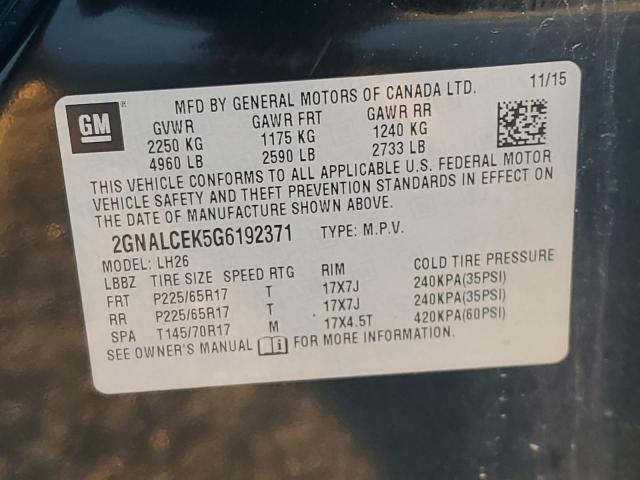 GM
MFD BY GENERAL MOTORS OF CANADA LTD. 11/15
GVWR GAWR FRT GAWR RR
2250 KG 1175 KG 1240 KG
4960 LB 2590 LB 2733 LB
THIS VEHICLE CONFORMS TO ALL APPLICABLE U.S. FEDERAL MOTOR
VEHICLE SAFETY AND THEFT PREVENTION STANDARDS IN EFFECT ON
THE DATE OF MANUFACTURE SHOWN ABOVE.
2GNALCEK5G6192371 TYPE: M.P.V.
MODEL: LH26
LBBZ TIRE SIZE SPEED RTG RIM COLD TIRE PRESSURE
FRT P225/65R17 T 17X7J 240KPA(35PSI)
RR P225/65R17 T 17X7J 240KPA(35PSI)
SPA T145/70R17 M 17X4.5T 420KPA(60PSI)
SEE OWNER'S MANUAL FOR MORE INFORMATION.